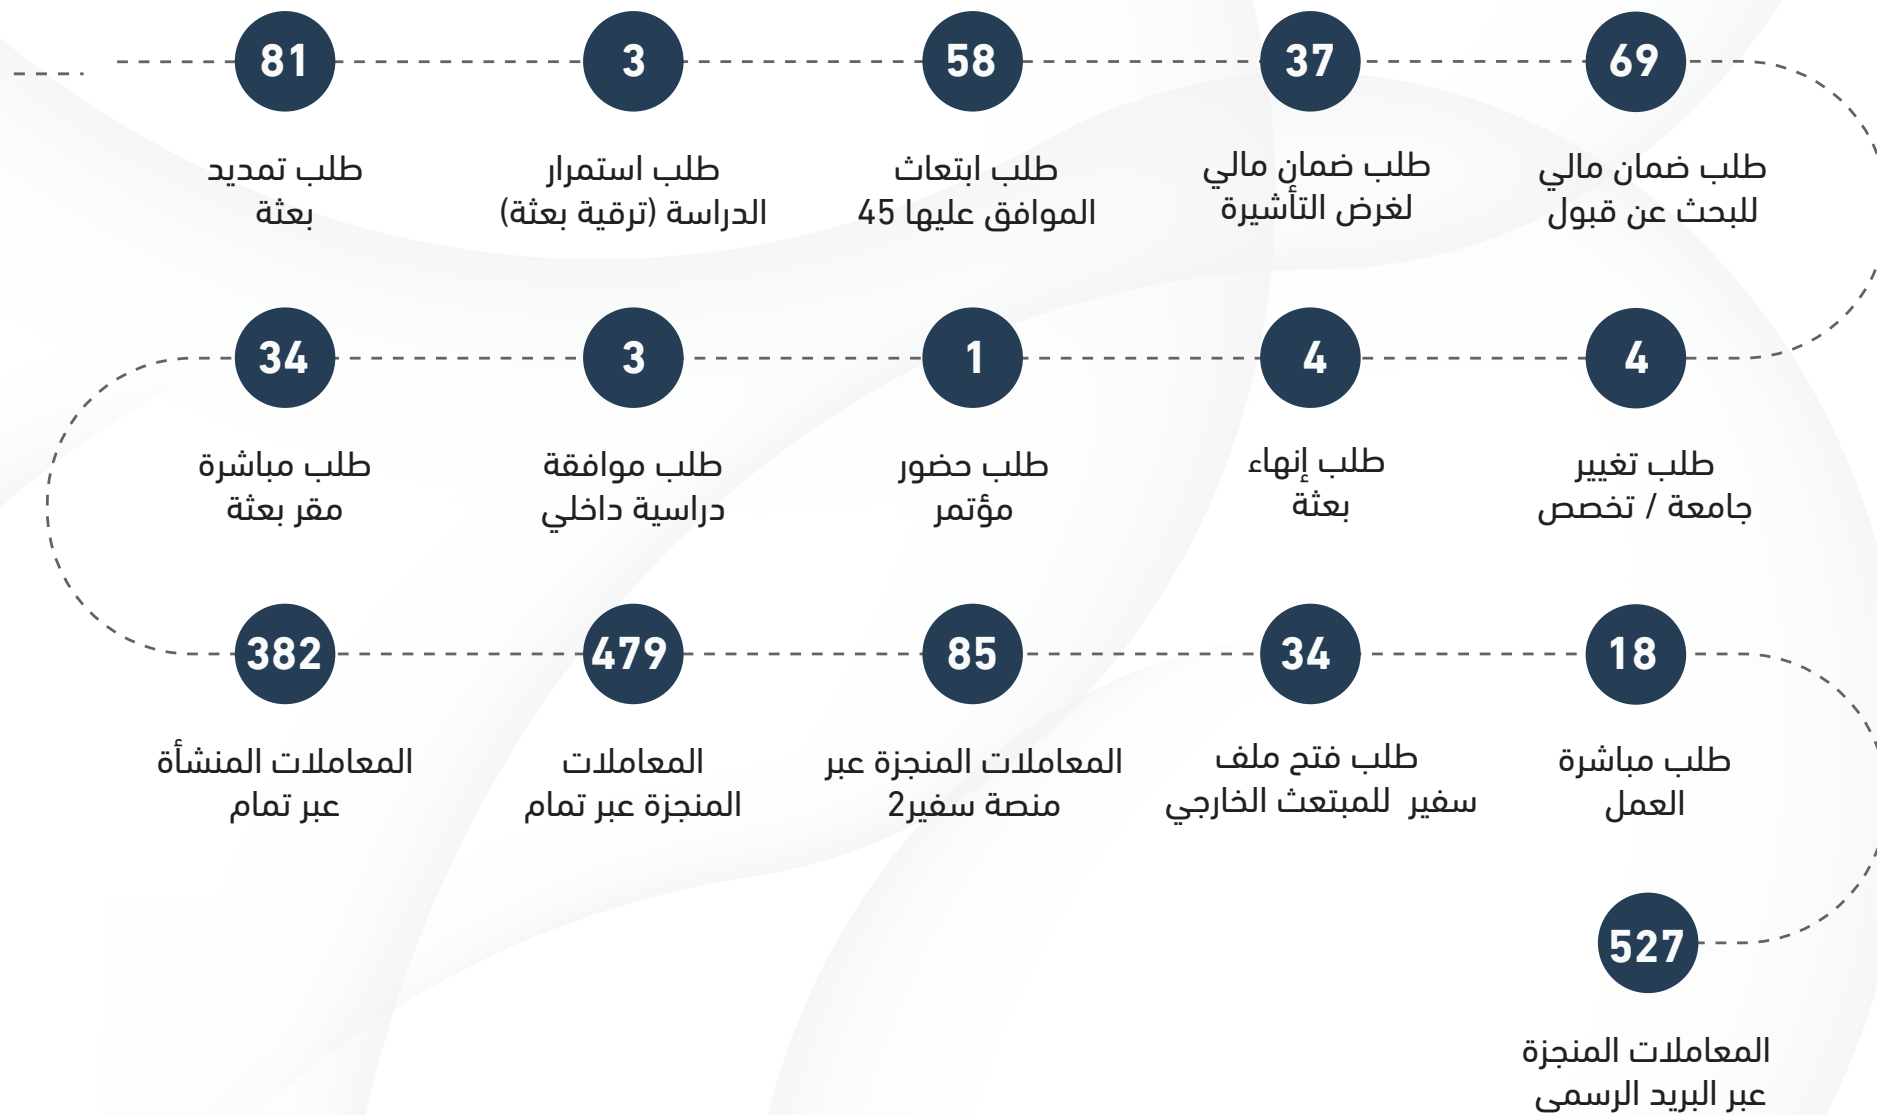 69
طلب ضمان مالي
للبحث عن قبول
37
طلب ضمان مالي
لغرض التأشيرة
58
طلب ابتعاث
الموافق عليها 45
3
طلب استمرار
الدراسة (ترقية بعثة)
81
طلب تمديد
بعثة
4
طلب تغيير
جامعة / تخصص
4
طلب إنهاء
بعثة
1
طلب حضور
مؤتمر
3
طلب موافقة
دراسية داخلي
34
طلب مباشرة
مقر بعثة
18
طلب مباشرة
العمل
34
طلب فتح ملف
سفير للمبتعث الخارجي
85
المعاملات المنجزة عبر
منصة سفير2
479
المعاملات
المنجزة عبر تمام
382
المعاملات المنشأة
عبر تمام
527
المعاملات المنجزة
عبر البريد الرسمي